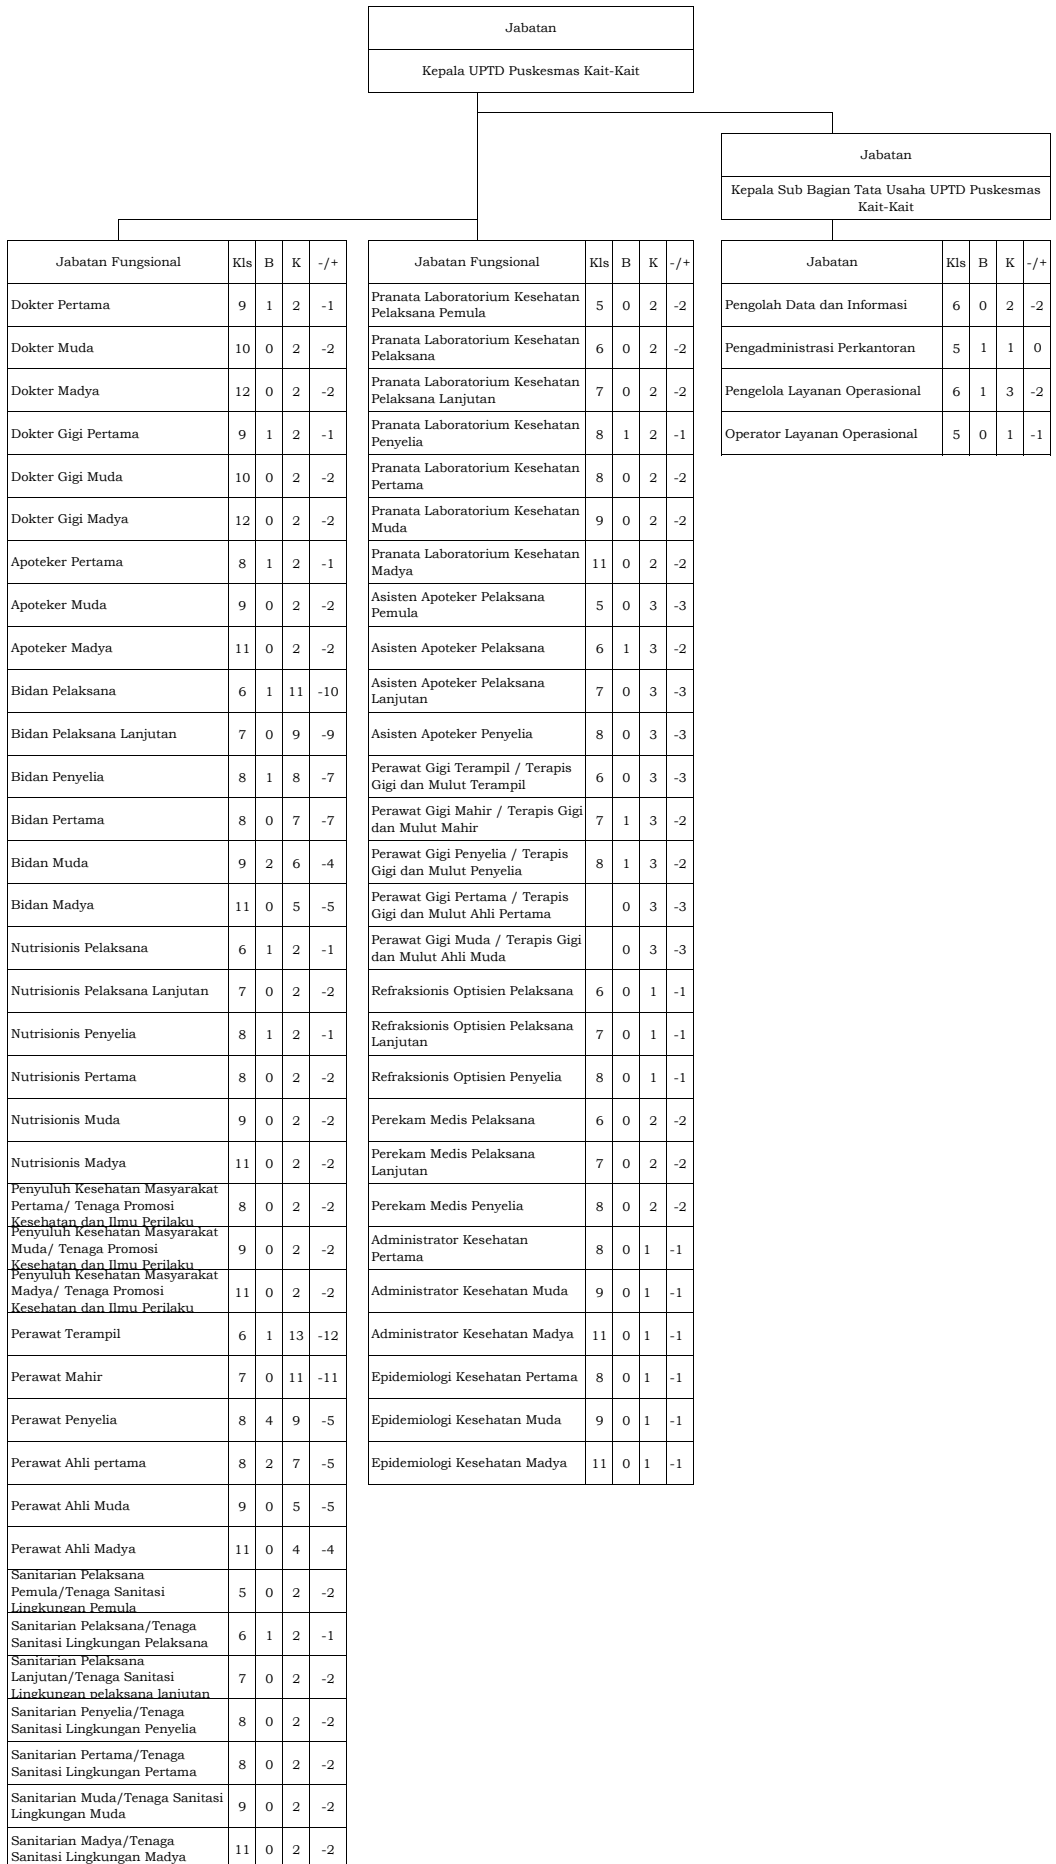 Jabatan
Kepala UPTD Puskesmas Kait-Kait
Jabatan
Kepala Sub Bagian Tata Usaha UPTD Puskesmas
Kait-Kait
Jabatan Fungsional Kls B K -/+
Dokter Pertama 9 1 2 -1
Dokter Muda 10 0 2 -2
Dokter Madya 12 0 2 -2
Dokter Gigi Pertama 9 1 2 -1
Dokter Gigi Muda 10 0 2 -2
Dokter Gigi Madya 12 0 2 -2
Apoteker Pertama 8 1 2 -1
Apoteker Muda 9 0 2 -2
Apoteker Madya 11 0 2 -2
Bidan Pelaksana 6 1 11 -10
Bidan Pelaksana Lanjutan 7 0 9 -9
Bidan Penyelia 8 1 8 -7
Bidan Pertama 8 0 7 -7
Bidan Muda 9 2 6 -4
Bidan Madya 11 0 5 -5
Nutrisionis Pelaksana 6 1 2 -1
Nutrisionis Pelaksana Lanjutan 7 0 2 -2
Nutrisionis Penyelia 8 1 2 -1
Nutrisionis Pertama 8 0 2 -2
Nutrisionis Muda 9 0 2 -2
Nutrisionis Madya 11 0 2 -2
Penyuluh Kesehatan Masyarakat
Pertama/ Tenaga Promosi 8 0 2 -2
Kesehatan dan Ilmu Perilaku
Penyuluh Kesehatan Masyarakat
Muda/ Tenaga Promosi 9 0 2 -2
Kesehatan dan Ilmu Perilaku
Penyuluh Kesehatan Masyarakat
Madya/ Tenaga Promosi 11 0 2 -2
Kesehatan dan Ilmu Perilaku
Perawat Terampil 6 1 13 -12
Perawat Mahir 7 0 11 -11
Perawat Penyelia 8 4 9 -5
Perawat Ahli pertama 8 2 7 -5
Perawat Ahli Muda 9 0 5 -5
Perawat Ahli Madya 11 0 4 -4
Sanitarian Pelaksana
Pemula/Tenaga Sanitasi 5 0 2 -2
Lingkungan Pemula
Sanitarian Pelaksana/Tenaga
Sanitasi Lingkungan Pelaksana 6 1 2 -1
Sanitarian Pelaksana
Lanjutan/Tenaga Sanitasi 7 0 2 -2
Lingkungan pelaksana lanjutan
Sanitarian Penyelia/Tenaga
Sanitasi Lingkungan Penyelia 8 0 2 -2
Sanitarian Pertama/Tenaga
Sanitasi Lingkungan Pertama 8 0 2 -2
Sanitarian Muda/Tenaga Sanitasi
Lingkungan Muda 9 0 2 -2
Sanitarian Madya/Tenaga
Sanitasi Lingkungan Madya 11 0 2 -2
Jabatan Fungsional Kls B K -/+
Pranata Laboratorium Kesehatan
Pelaksana Pemula 5 0 2 -2
Pranata Laboratorium Kesehatan
Pelaksana 6 0 2 -2
Pranata Laboratorium Kesehatan
Pelaksana Lanjutan 7 0 2 -2
Pranata Laboratorium Kesehatan
Penyelia 8 1 2 -1
Pranata Laboratorium Kesehatan
Pertama 8 0 2 -2
Pranata Laboratorium Kesehatan
Muda 9 0 2 -2
Pranata Laboratorium Kesehatan
Madya 11 0 2 -2
Asisten Apoteker Pelaksana
Pemula 5 0 3 -3
Asisten Apoteker Pelaksana 6 1 3 -2
Asisten Apoteker Pelaksana
Lanjutan 7 0 3 -3
Asisten Apoteker Penyelia 8 0 3 -3
Perawat Gigi Terampil / Terapis
Gigi dan Mulut Terampil 6 0 3 -3
Perawat Gigi Mahir / Terapis Gigi
dan Mulut Mahir 7 1 3 -2
Perawat Gigi Penyelia / Terapis
Gigi dan Mulut Penyelia 8 1 3 -2
Perawat Gigi Pertama / Terapis
Gigi dan Mulut Ahli Pertama 0 3 -3
Perawat Gigi Muda / Terapis Gigi
dan Mulut Ahli Muda 0 3 -3
Refraksionis Optisien Pelaksana 6 0 1 -1
Refraksionis Optisien Pelaksana
Lanjutan 7 0 1 -1
Refraksionis Optisien Penyelia 8 0 1 -1
Perekam Medis Pelaksana 6 0 2 -2
Perekam Medis Pelaksana
Lanjutan 7 0 2 -2
Perekam Medis Penyelia 8 0 2 -2
Administrator Kesehatan
Pertama 8 0 1 -1
Administrator Kesehatan Muda 9 0 1 -1
Administrator Kesehatan Madya 11 0 1 -1
Epidemiologi Kesehatan Pertama 8 0 1 -1
Epidemiologi Kesehatan Muda 9 0 1 -1
Epidemiologi Kesehatan Madya 11 0 1 -1
Jabatan Kls B K -/+
Pengolah Data dan Informasi 6 0 2 -2
Pengadministrasi Perkantoran 5 1 1 0
Pengelola Layanan Operasional 6 1 3 -2
Operator Layanan Operasional 5 0 1 -1